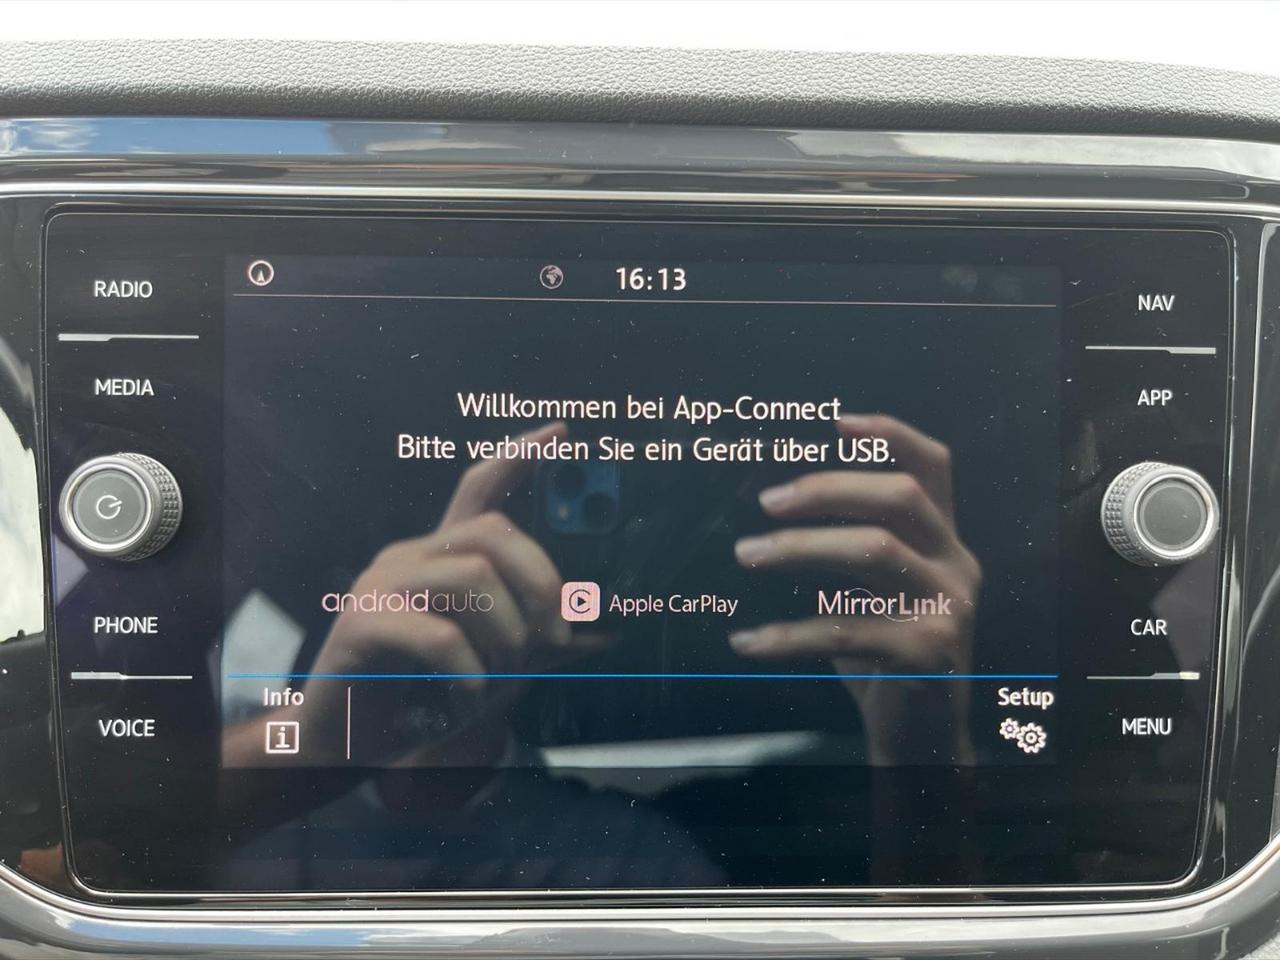 RADIO
MEDIA
PHONE
VOICE
16:13
Willkommen bei App-Connect
Bitte verbinden Sie ein Gerät über USB.
androidauto
Apple CarPlay
MirrorLink
Info
i
Setup
NAV
APP
CAR
MENU